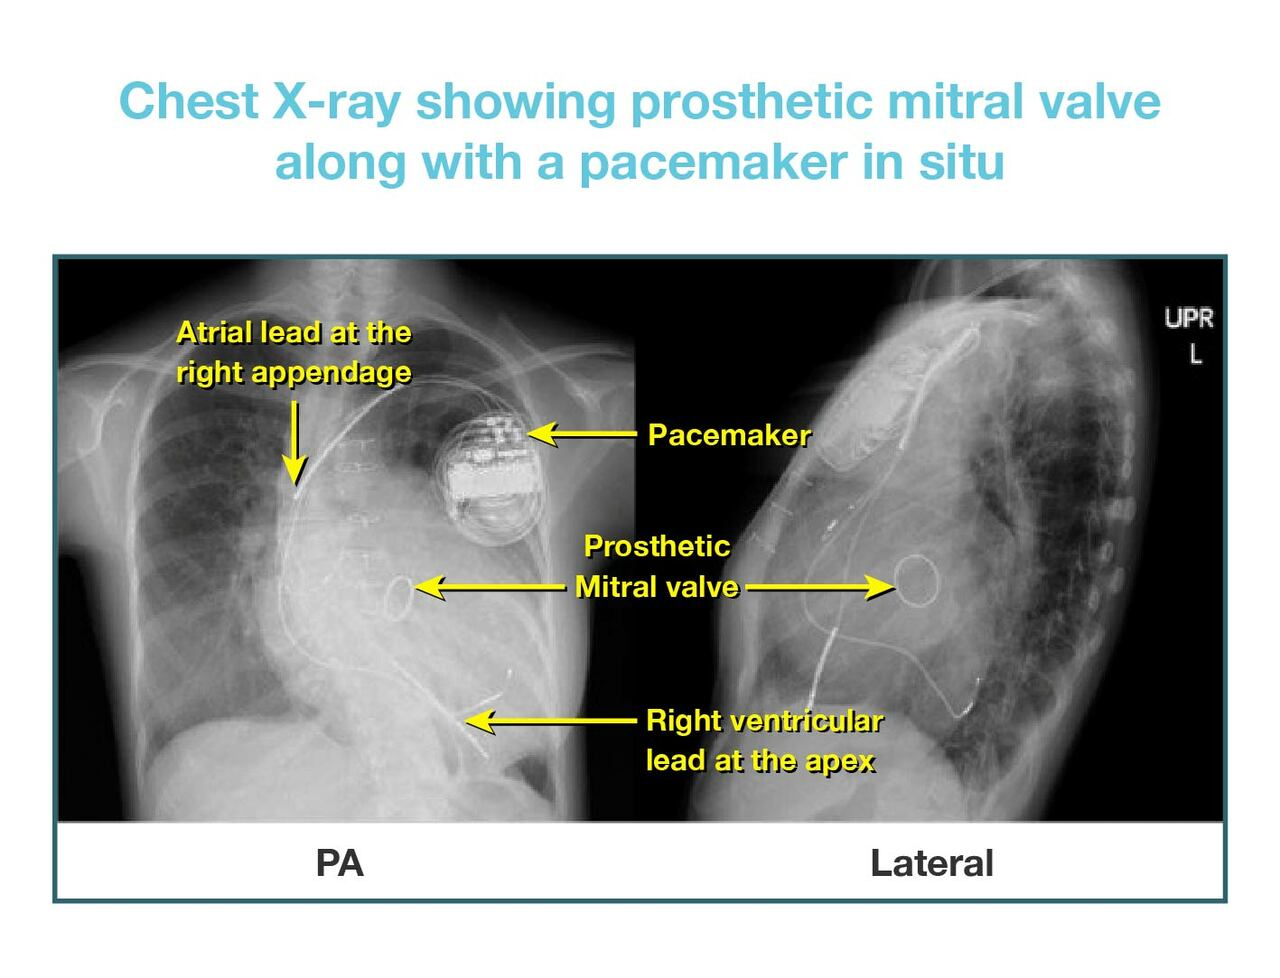 Chest X-ray showing prosthetic mitral valve
along with a pacemaker in situ
Atrial lead at the
right appendage
UPR
L
Pacemaker
Prosthetic
Mitral valve
Right ventricular
lead at the apex
PA
Lateral